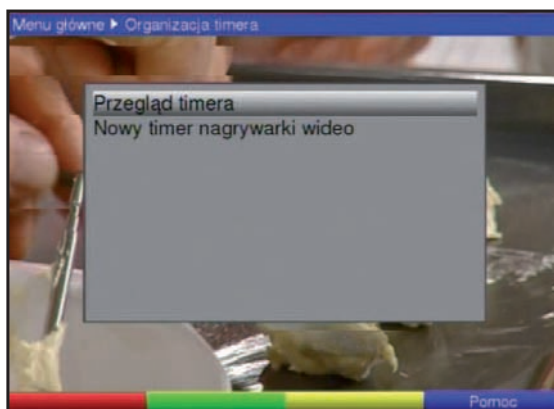 Menu główne ▶ Organizacja timera
Przegląd timera
Nowy timer nagrywarki wideo
Pomoc